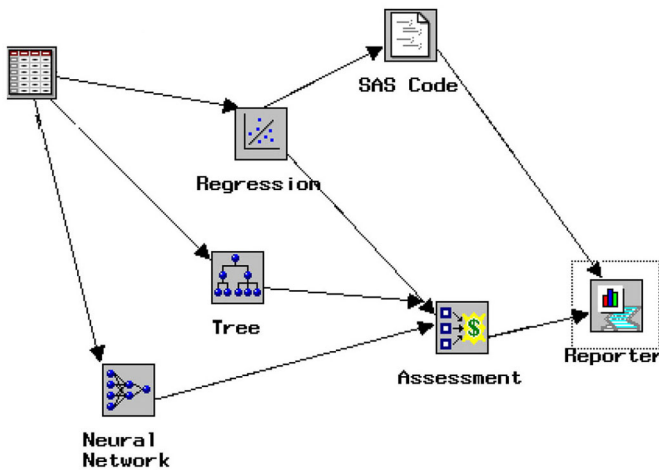 SAS Code
Regression
Tree
Reporter
Assessment
Neural
Network